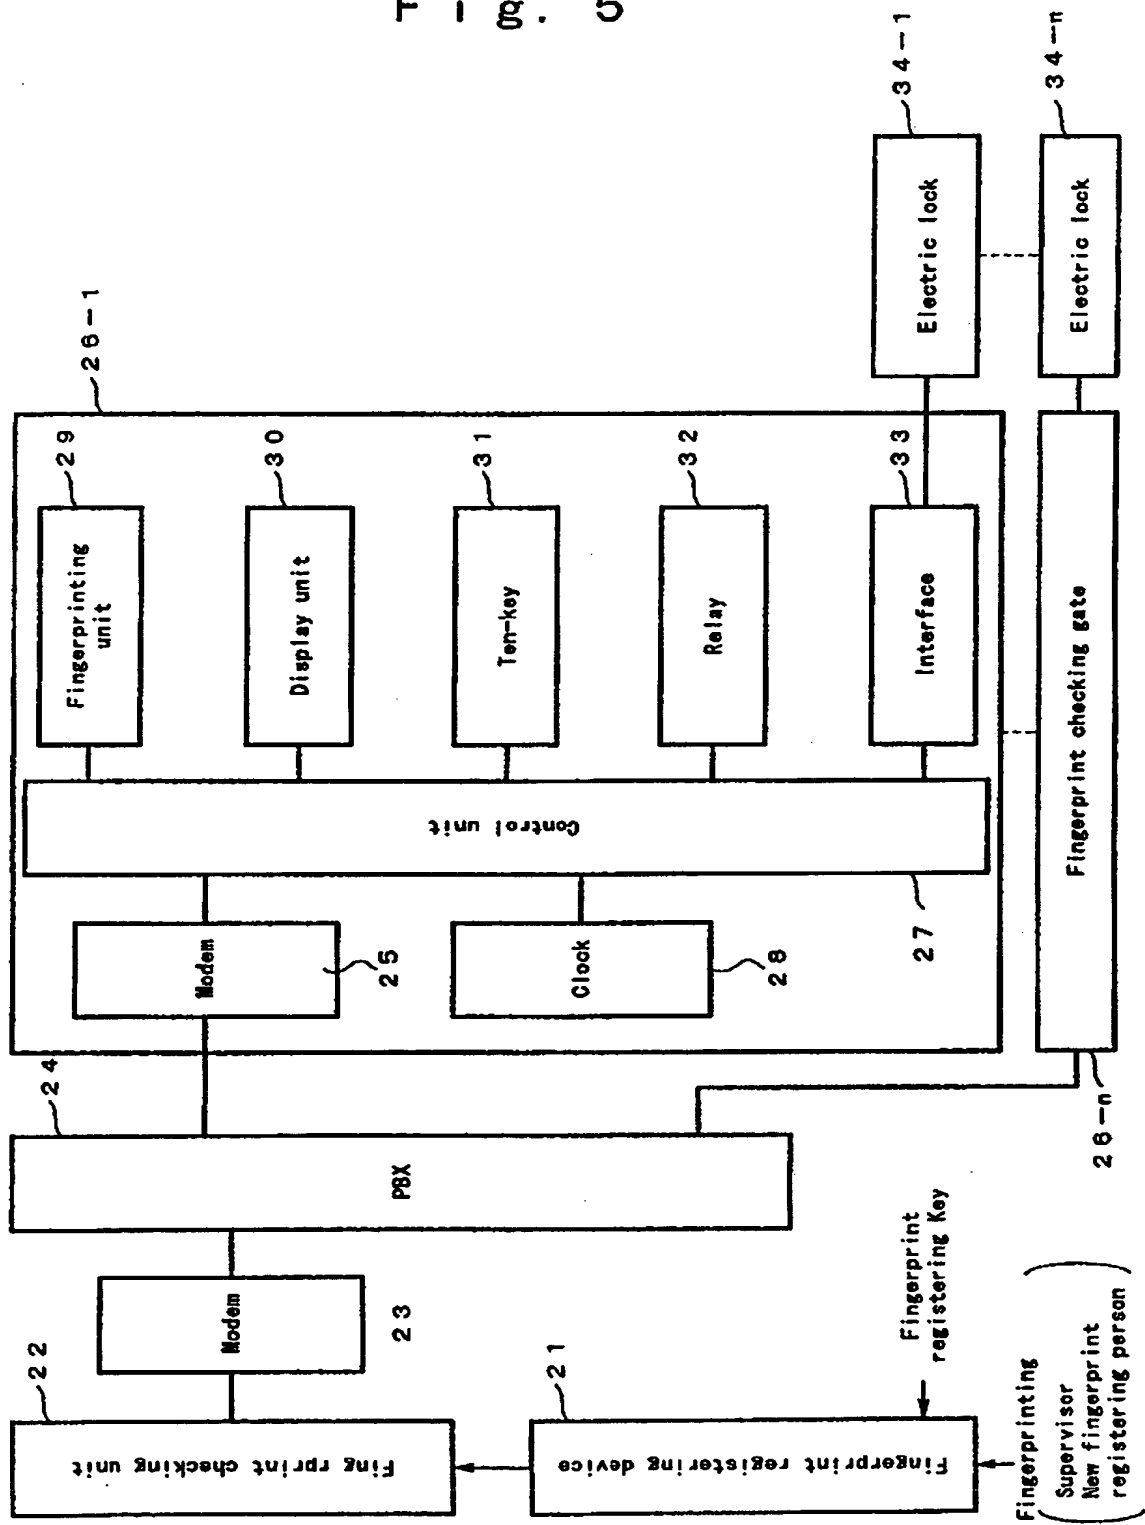 Fig. 
34-1
34-n
Electric lock
Electric lock
26-1
29
30
31
32
33
Fingerprinting
unit
Display unit
Ten-key
Relay
Interface
Fingerprint checking gate
Control unit
27
Modem
25
Clock
28
24
PBX
26-n
Modem
23
22
Fing rprint checking unit
21
Fingerprint registering device
Fingerprint
registering Key
Fingerprinting
Supervisor
New fingerprint
registering person